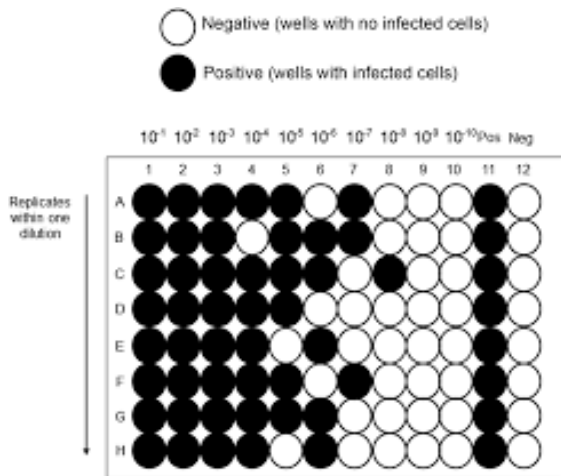 Negative (wells with no infected cells)
Positive (wells with infected cells)
10⁻¹ 10⁻² 10⁻³ 10⁻⁴ 10⁻⁵ 10⁻⁶ 10⁻⁷ 10⁻⁸ 10⁻⁹ 10⁻¹⁰ Pos Neg
1 2 3 4 5 6 7 8 9 10 11 12
Replicates
within one
dilution
A
B
C
D
E
F
G
H